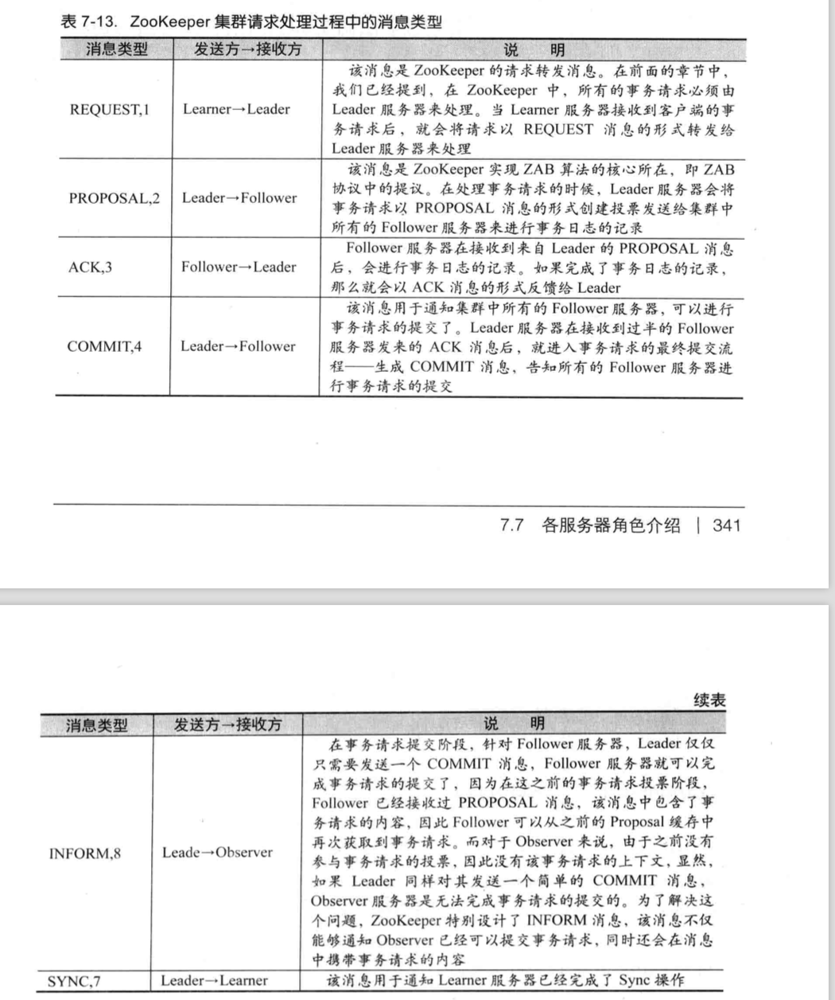 表 7-13. ZooKeeper 集群请求处理过程中的消息类型
消息类型 发送方→接收方 说 明
REQUEST,1 Learner→Leader
该消息是 ZooKeeper 的请求转发消息。在前面的章节中，
我们已经提到，在 ZooKeeper 中，所有的事务请求必须由
Leader 服务器来处理。当 Learner 服务器接收到客户端的事
务请求后，就会将请求以 REQUEST 消息的形式转发给
Leader 服务器来处理
PROPOSAL,2 Leader→Follower
该消息是 ZooKeeper 实现 ZAB 算法的核心所在，即 ZAB
协议中的提议。在处理事务请求的时候，Leader 服务器会将
事务请求以 PROPOSAL 消息的形式创建投票发送给集群中
所有的 Follower 服务器来进行事务日志的记录
ACK,3 Follower→Leader
Follower 服务器在接收到来自 Leader 的 PROPOSAL 消息
后，会进行事务日志的记录。如果完成了事务日志的记录，
那么就会以 ACK 消息的形式反馈给 Leader
COMMIT,4 Leader→Follower
该消息用于通知集群中所有的 Follower 服务器，可以进行
事务请求的提交了。Leader 服务器在接收到过半的 Follower
服务器发来的 ACK 消息后，就进入事务请求的最终提交流
程——生成 COMMIT 消息，告知所有的 Follower 服务器进
行事务请求的提交
7.7 各服务器角色介绍 | 341
续表
消息类型 发送方→接收方 说 明
INFORM,8 Leade→Observer
在事务请求提交阶段，针对 Follower 服务器，Leader 仅仅
只需要发送一个 COMMIT 消息，Follower 服务器就可以完
成事务请求的提交了，因为在这之前的事务请求投票阶段，
Follower 已经接收过 PROPOSAL 消息，该消息中包含了事
务请求的内容，因此 Follower 可以从之前的 Proposal 缓存中
再次获取到事务请求。而对于 Observer 来说，由于之前没有
参与事务请求的投票，因此没有该事务请求的上下文，显然，
如果 Leader 同样对其发送一个简单的 COMMIT 消息，
Observer 服务器是无法完成事务请求的提交的。为了解决这
个问题，ZooKeeper 特别设计了 INFORM 消息，该消息不仅
能够通知 Observer 已经可以提交事务请求，同时还会在消息
中携带事务请求的内容
SYNC,7 Leader→Learner 该消息用于通知 Learner 服务器已经完成了 Sync 操作